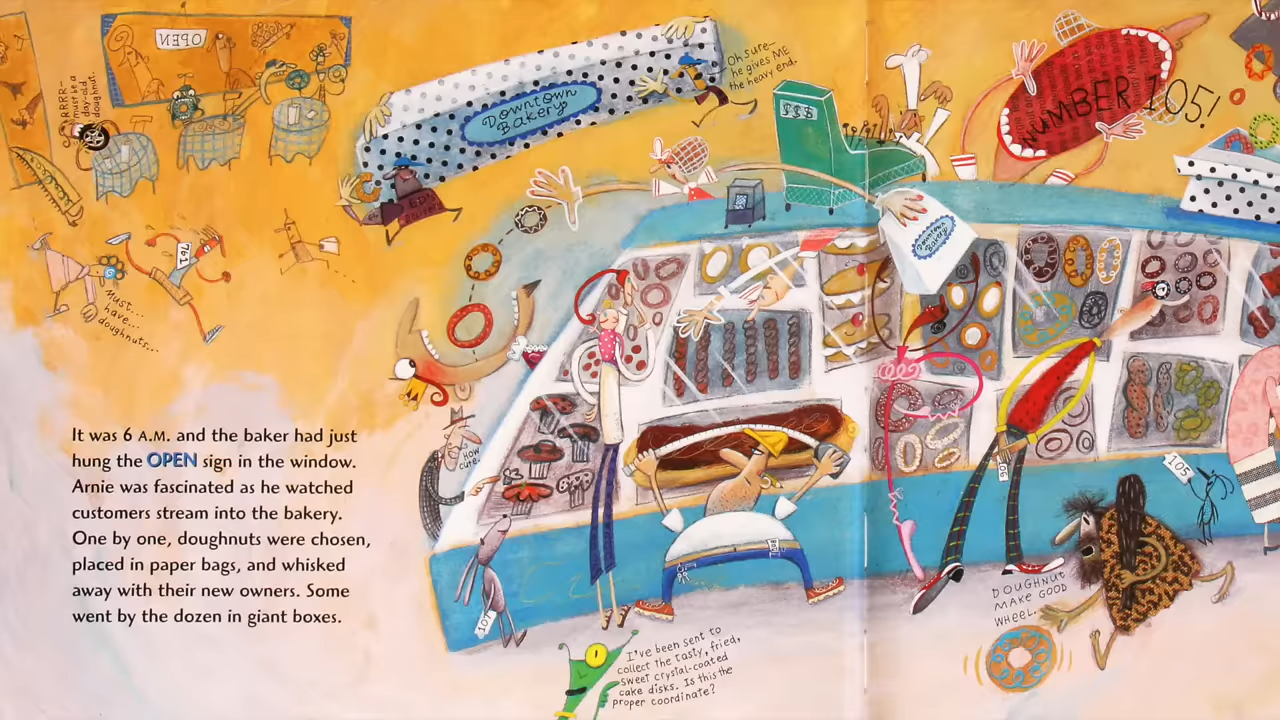 OPEN
GRRRR-
must be a
day-old
doughnut.
Downtown
Bakery
Oh sure-
he gives ME
the heavy end.
$$$
NUMBER 105!
Downtown
Bakery
761
Must...
have...
doughnuts...
HOW
cute.
It was 6 A.M. and the baker had just
hung the OPEN sign in the window.
Arnie was fascinated as he watched
customers stream into the bakery.
One by one, doughnuts were chosen,
placed in paper bags, and whisked
away with their new owners. Some
went by the dozen in giant boxes.
106
105
107
DOUGHNUT
MAKE GOOD
WHEEL.
I've been sent to
collect the tasty, fried,
sweet crystal-coated
cake disks. Is this the
proper coordinate?